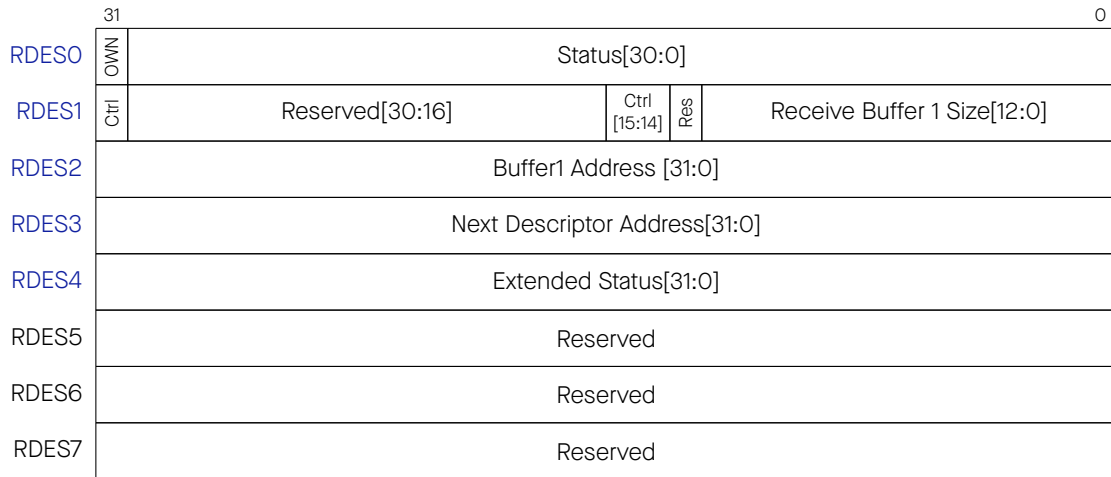 31 0
RDES0 OWN Status[30:0]
RDES1 Ctrl Reserved[30:16] Ctrl [15:14] Res Receive Buffer 1 Size[12:0]
RDES2 Buffer1 Address [31:0]
RDES3 Next Descriptor Address[31:0]
RDES4 Extended Status[31:0]
RDES5 Reserved
RDES6 Reserved
RDES7 Reserved